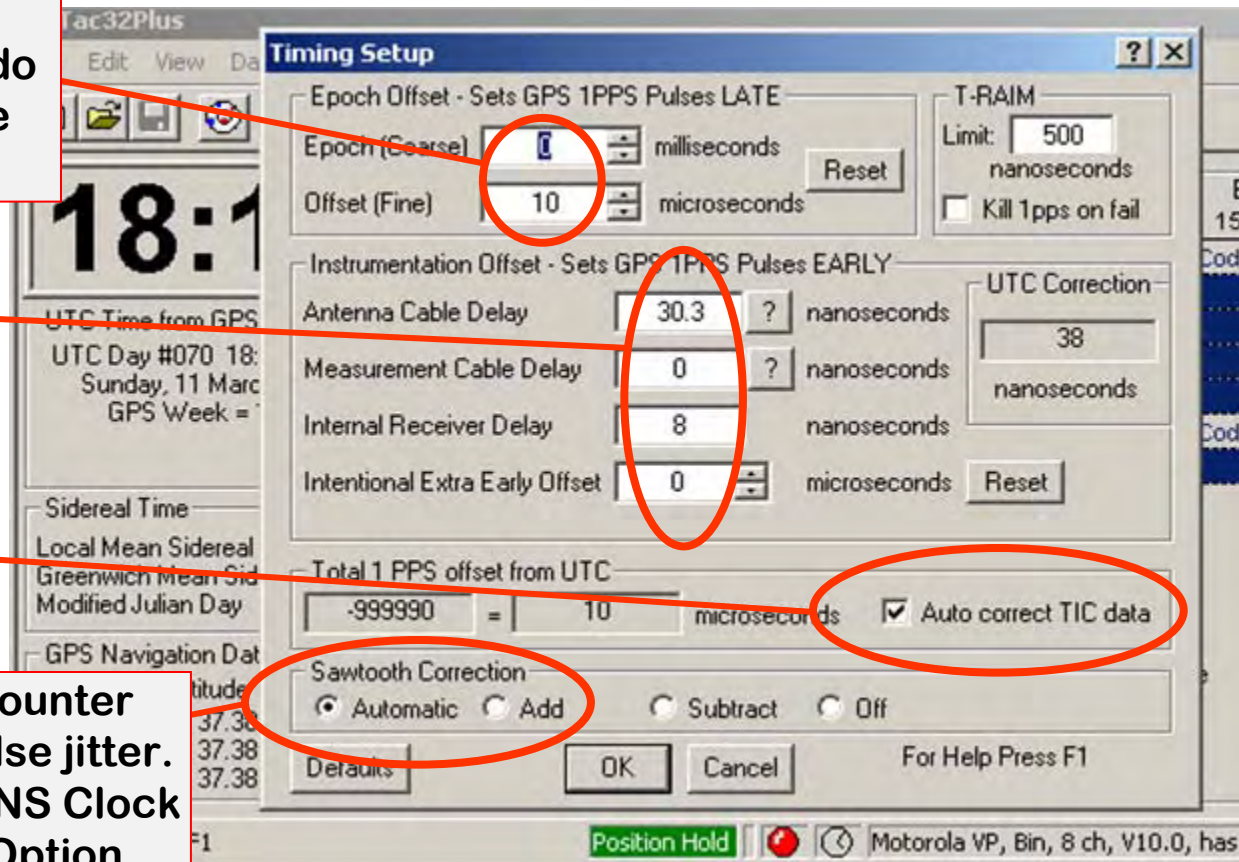 Tac32Plus
do
Edit View Da
e
Timing Setup
Epoch Offset - Sets GPS 1PPS Pulses LATE
Epoch (Coarse) 0 milliseconds
Offset (Fine) 10 microseconds
Reset
T-RAIM
Limit: 500
nanoseconds
Kill 1pps on fail
18:1
15
Cod
Instrumentation Offset - Sets GPS 1PPS Pulses EARLY
Antenna Cable Delay 30.3 ? nanoseconds
Measurement Cable Delay 0 ? nanoseconds
Internal Receiver Delay 8 nanoseconds
Intentional Extra Early Offset 0 microseconds Reset
UTC Correction
38
nanoseconds
Cod
UTC Time from GPS
UTC Day #070 18:
Sunday, 11 Marc
GPS Week =
Sidereal Time
Local Mean Sidereal
Greenwich Mean Sid
Modified Julian Day
Total 1 PPS offset from UTC
-999990 = 10 microseconds Auto correct TIC data
GPS Navigation Dat
titude
37.38
37.38
37.38
Sawtooth Correction
Automatic Add Subtract Off
ounter
lse jitter.
NS Clock
Option
Defaults OK Cancel For Help Press F1
F1
Position Hold Motorola VP, Bin, 8 ch, V10.0, has